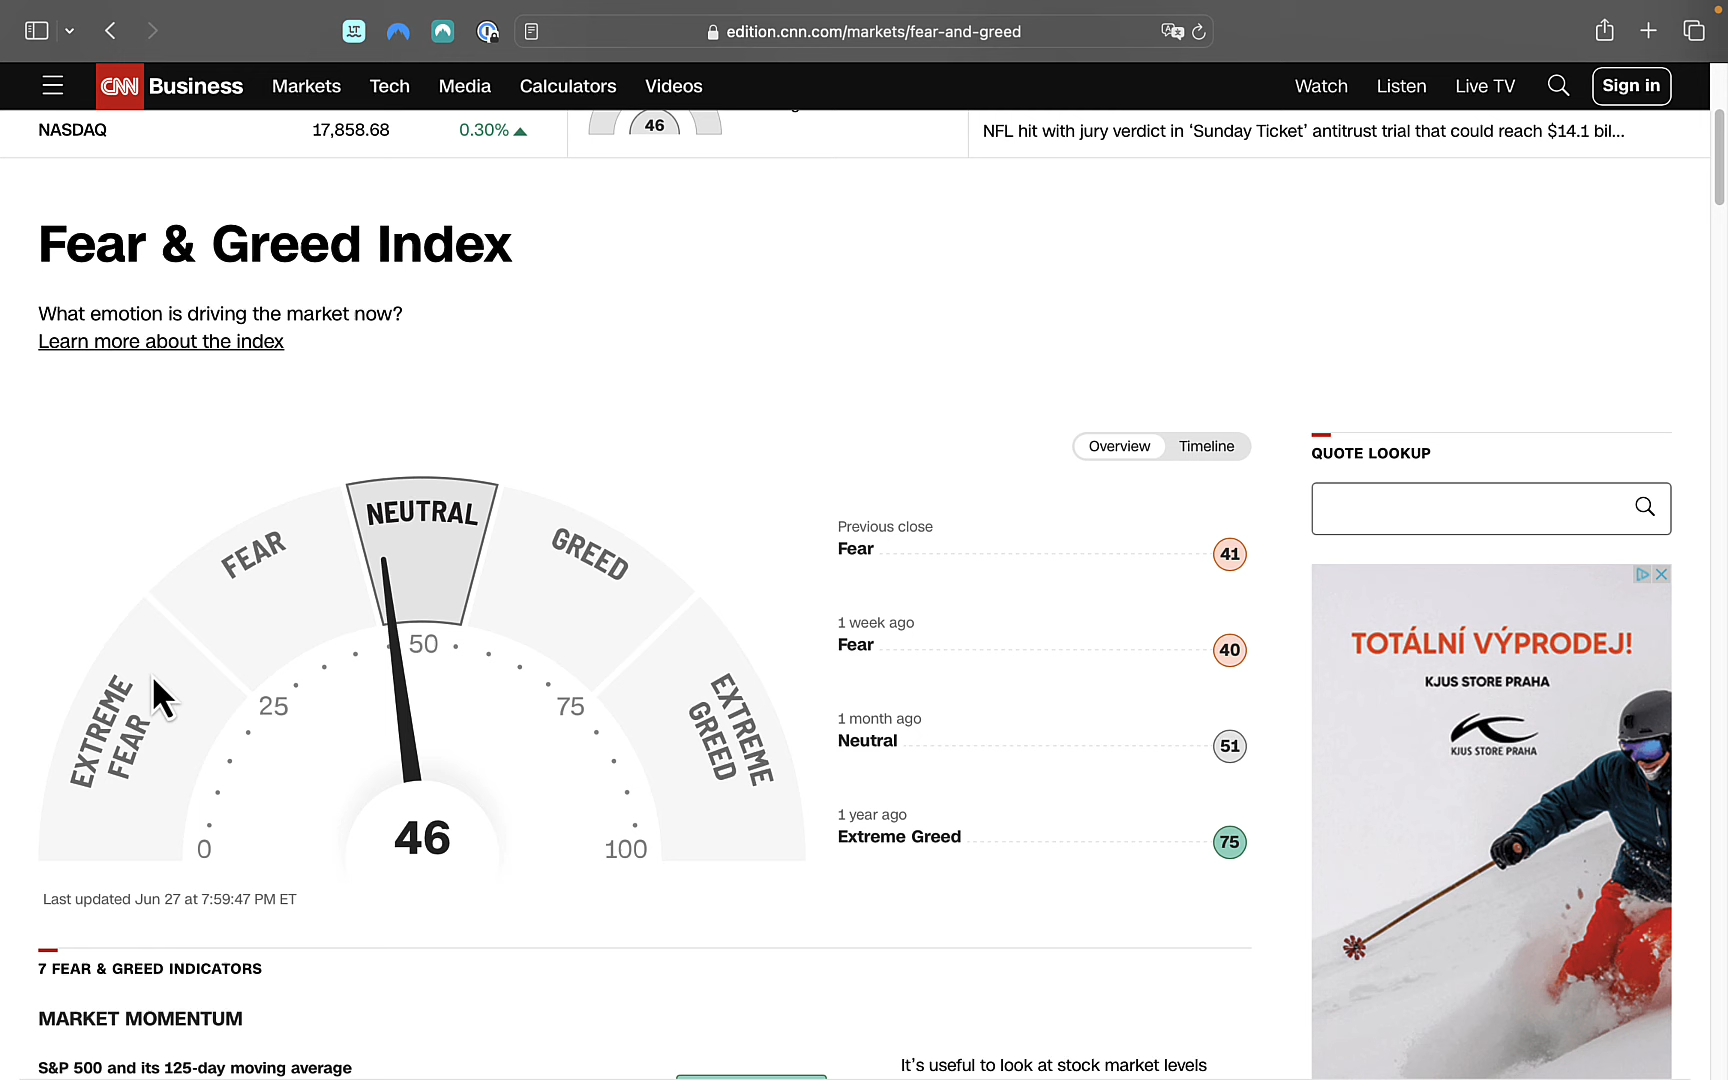 edition.cnn.com/markets/fear-and-greed
CNN Business Markets Tech Media Calculators Videos Watch Listen Live TV Sign in
NASDAQ 17,858.68 0.30%
46
NFL hit with jury verdict in ‘Sunday Ticket’ antitrust trial that could reach $14.1 bil...
Fear & Greed Index
What emotion is driving the market now?
Learn more about the index
Overview Timeline
EXTREME
FEAR
FEAR
NEUTRAL
GREED
EXTREME
GREED
0
25
50
75
100
46
Last updated Jun 27 at 7:59:47 PM ET
Previous close
Fear 41
1 week ago
Fear 40
1 month ago
Neutral 51
1 year ago
Extreme Greed 75
QUOTE LOOKUP
TOTÁLNÍ VÝPRODEJ!
KJUS STORE PRAHA
KJUS STORE PRAHA
7 FEAR & GREED INDICATORS
MARKET MOMENTUM
S&P 500 and its 125-day moving average
It’s useful to look at stock market levels